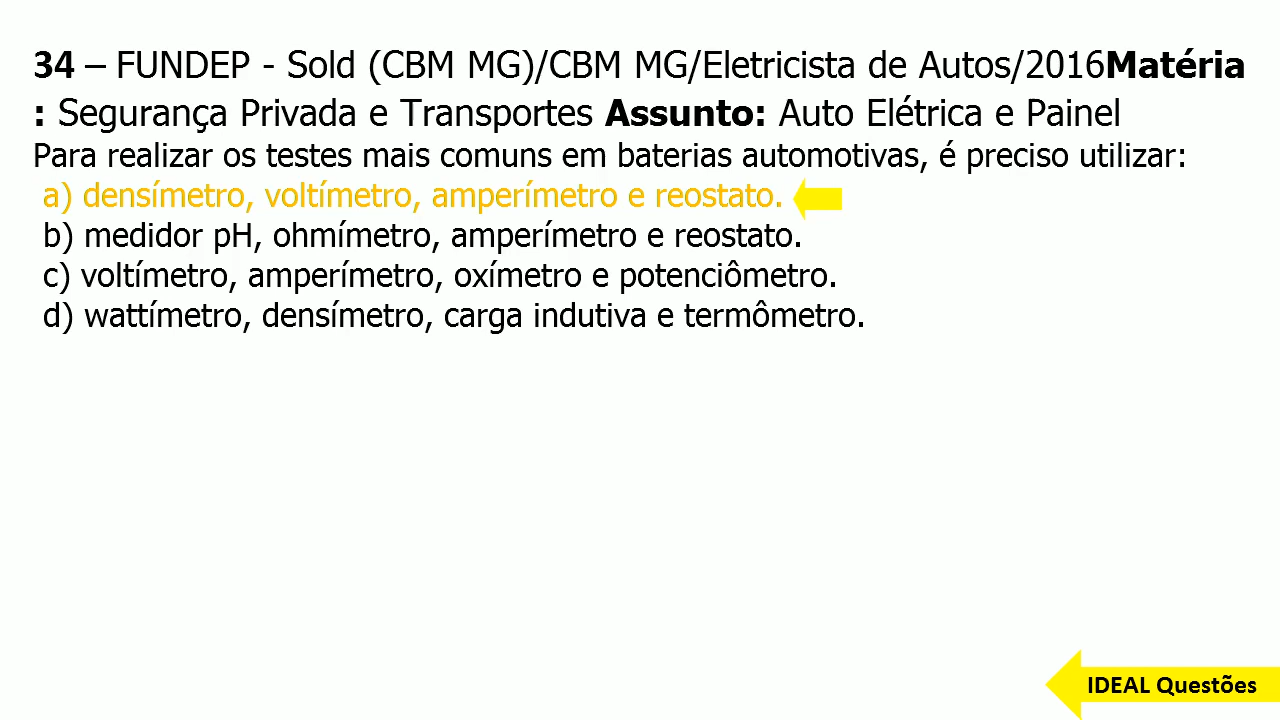 34 – FUNDEP - Sold (CBM MG)/CBM MG/Eletricista de Autos/2016Matéria
: Segurança Privada e Transportes Assunto: Auto Elétrica e Painel
Para realizar os testes mais comuns em baterias automotivas, é preciso utilizar:
a) densímetro, voltímetro, amperímetro e reostato.
b) medidor pH, ohmímetro, amperímetro e reostato.
c) voltímetro, amperímetro, oxímetro e potenciômetro.
d) wattímetro, densímetro, carga indutiva e termômetro.
IDEAL Questões